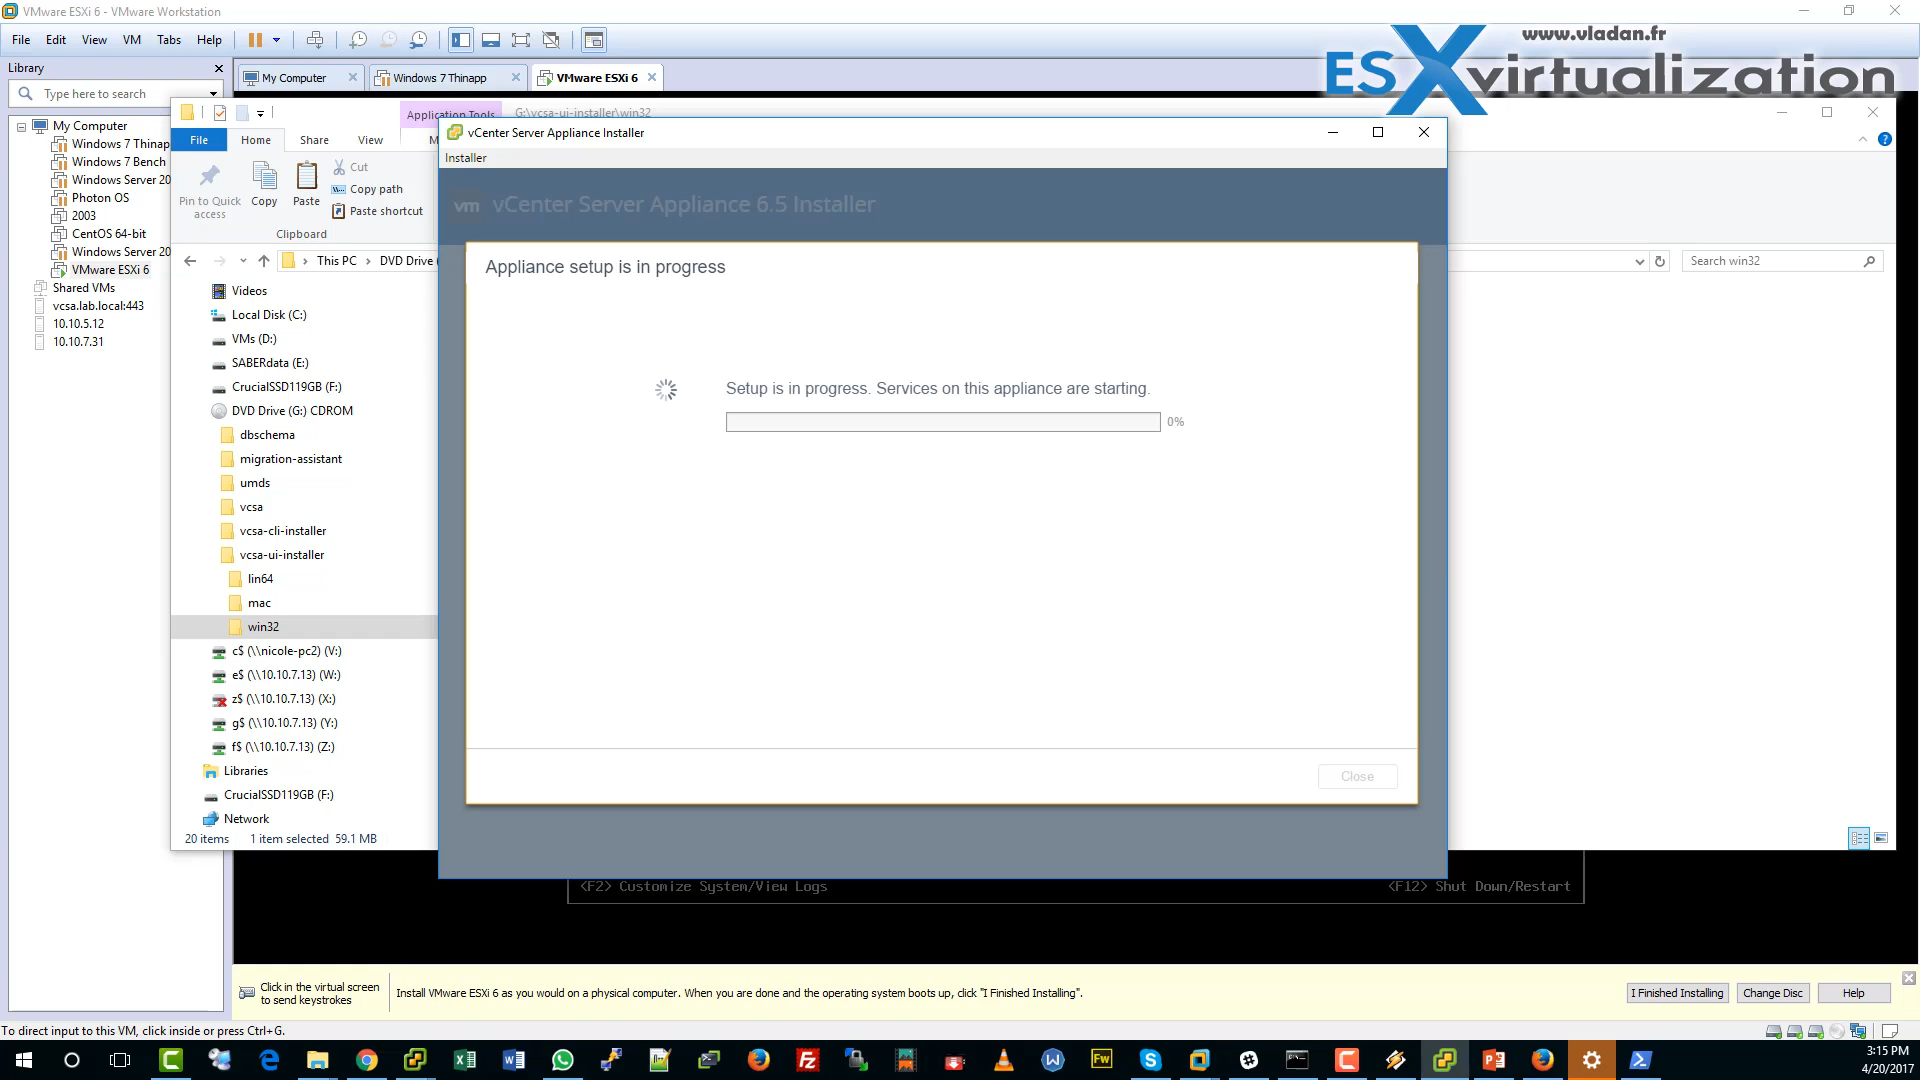 VMware ESXi 6 - VMware Workstation
File Edit View VM Tabs Help
www.vladan.fr
ESXvirtualization
Library
Type here to search
My Computer
Windows 7 Thinapp
VMware ESXi 6
My Computer
Windows 7 Thinap
Windows 7 Bench
Windows Server 20
Photon OS
2003
CentOS 64-bit
Windows Server 20
VMware ESXi 6
Shared VMs
vcsa.lab.local:443
10.10.5.12
10.10.7.31
Application Tools
G:\vcsa-ui-installer\win32
File Home Share View M
Pin to Quick access
Copy
Paste
Cut
Copy path
Paste shortcut
Clipboard
This PC > DVD Drive (
Search win32
Videos
Local Disk (C:)
VMs (D:)
SABERdata (E:)
CrucialSSD119GB (F:)
DVD Drive (G:) CDROM
dbschema
migration-assistant
umds
vcsa
vcsa-cli-installer
vcsa-ui-installer
lin64
mac
win32
c$ (\\nicole-pc2) (V:)
e$ (\\10.10.7.13) (W:)
z$ (\\10.10.7.13) (X:)
g$ (\\10.10.7.13) (Y:)
f$ (\\10.10.7.13) (Z:)
Libraries
CrucialSSD119GB (F:)
Network
20 items 1 item selected 59.1 MB
vCenter Server Appliance Installer
Installer
vm vCenter Server Appliance 6.5 Installer
Appliance setup is in progress
Setup is in progress. Services on this appliance are starting.
0%
Close
<F2> Customize System/View Logs
<F12> Shut Down/Restart
Click in the virtual screen
to send keystrokes
Install VMware ESXi 6 as you would on a physical computer. When you are done and the operating system boots up, click "I Finished Installing".
I Finished Installing
Change Disc
Help
To direct input to this VM, click inside or press Ctrl+G.
3:15 PM
4/20/2017